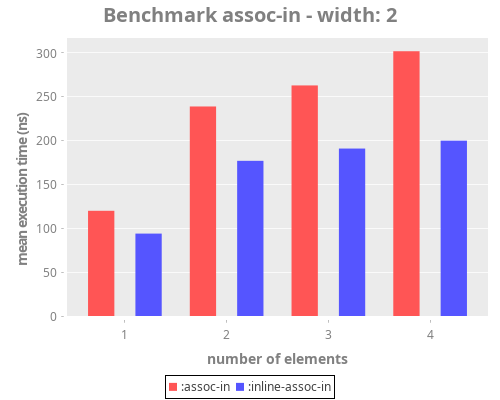 Benchmark assoc-in - width: 2
mean execution time (ns)
300
250
200
150
100
50
0
1 2 3 4
number of elements
:assoc-in :inline-assoc-in